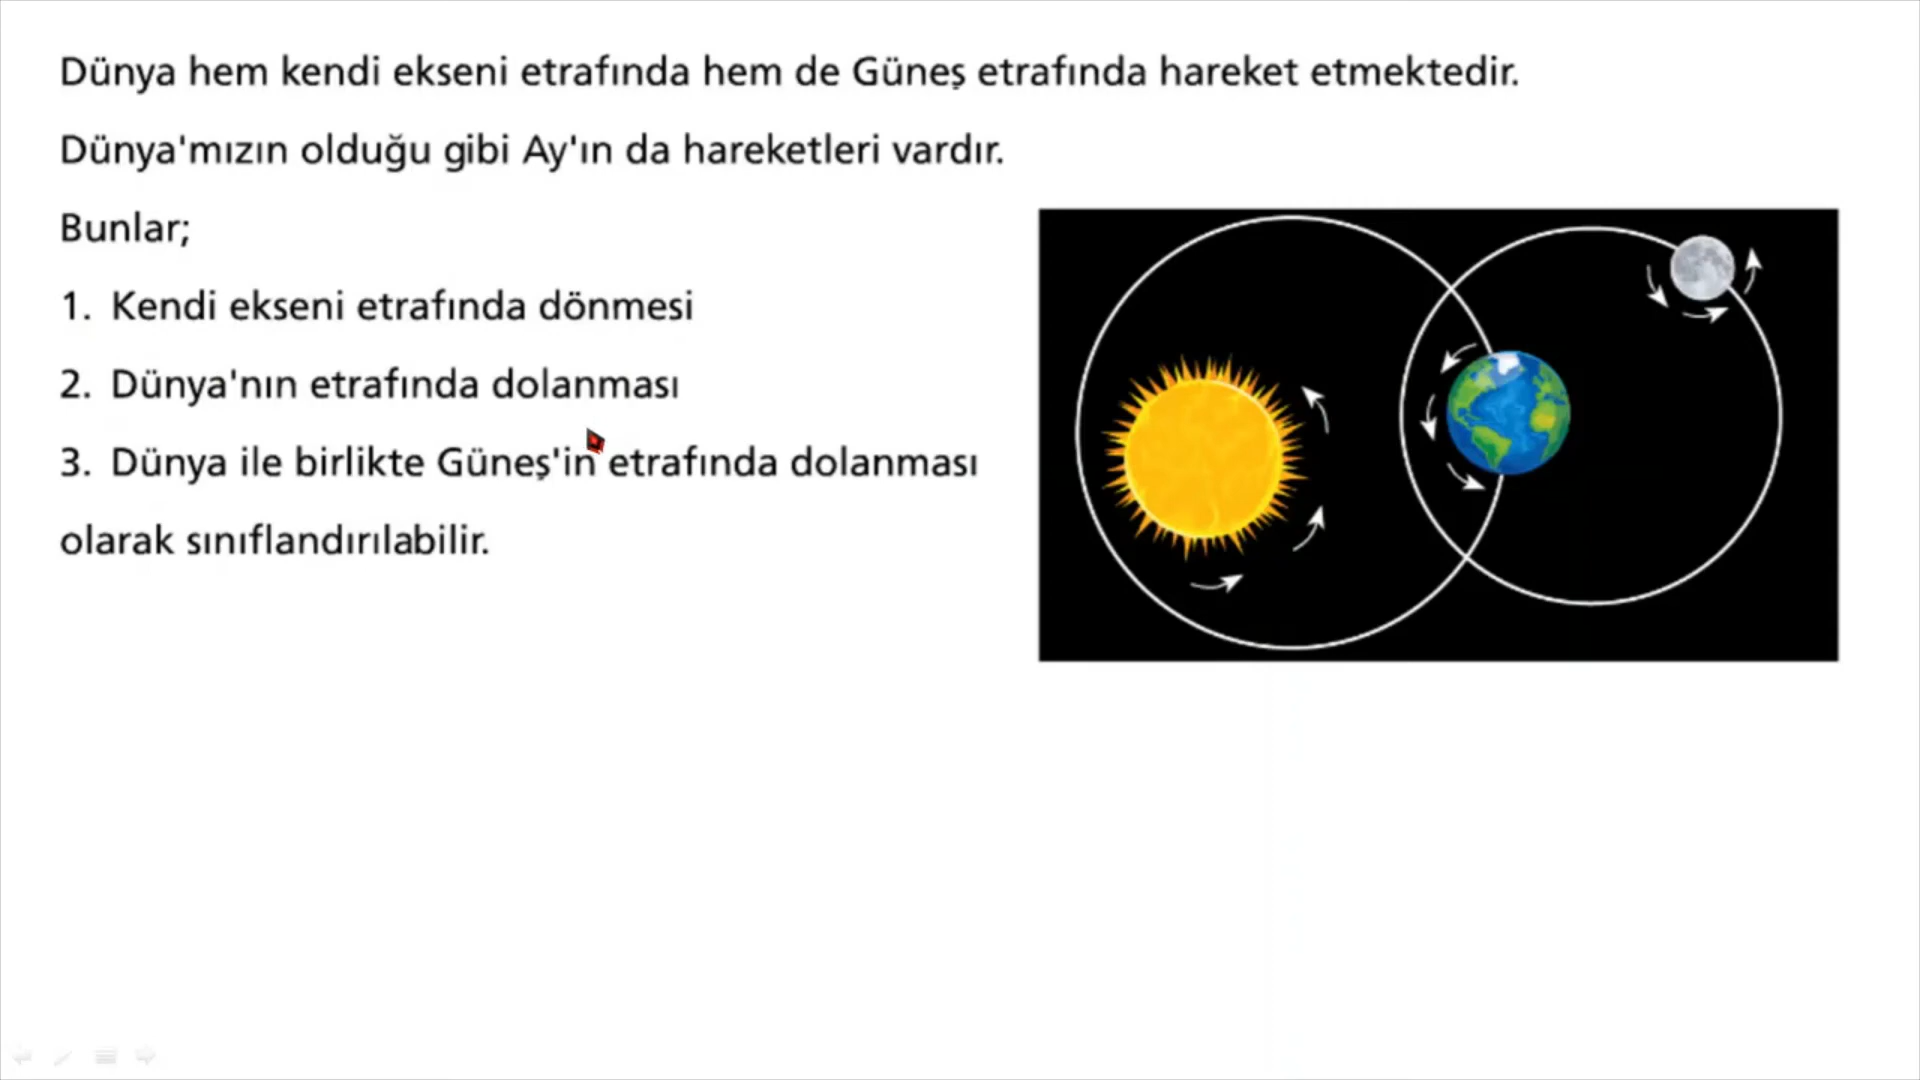 Dünya hem kendi ekseni etrafında hem de Güneş etrafında hareket etmektedir.
Dünya'mızın olduğu gibi Ay'ın da hareketleri vardır.
Bunlar;
1. Kendi ekseni etrafında dönmesi
2. Dünya'nın etrafında dolanması
3. Dünya ile birlikte Güneş'in etrafında dolanması
olarak sınıflandırılabilir.